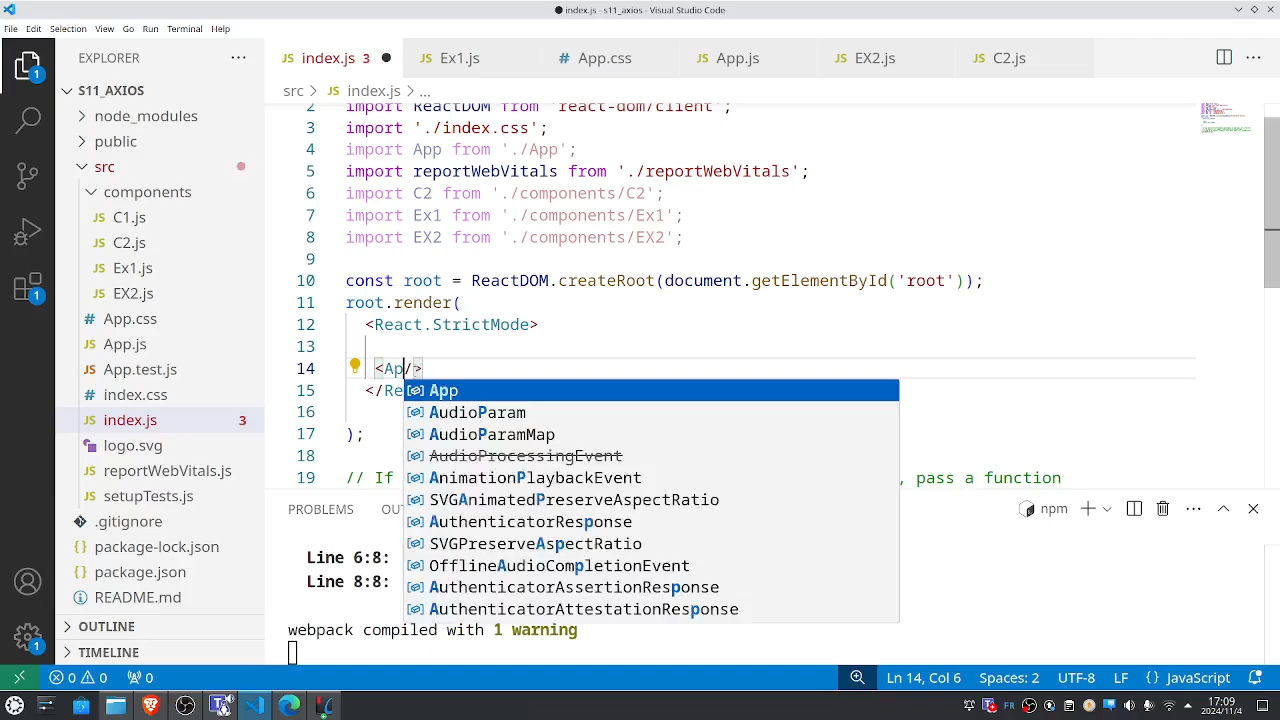 index.js - s11_axios - Visual Studio Code
File Edit Selection View Go Run Terminal Help
EXPLORER
JS index.js 3
JS Ex1.js
# App.css
JS App.js
JS EX2.js
JS C2.js
src > JS index.js > ...
S11_AXIOS
node_modules
public
src
components
JS C1.js
JS C2.js
JS Ex1.js
JS EX2.js
# App.css
JS App.js
JS App.test.js
# index.css
JS index.js 3
logo.svg
JS reportWebVitals.js
JS setupTests.js
.gitignore
{} package-lock.json
{} package.json
README.md
OUTLINE
TIMELINE
1
1
1
2 import ReactDOM from 'react-dom/client';
3 import './index.css';
4 import App from './App';
5 import reportWebVitals from './reportWebVitals';
6 import C2 from './components/C2';
7 import Ex1 from './components/Ex1';
8 import EX2 from './components/EX2';
9
10 const root = ReactDOM.createRoot(document.getElementById('root'));
11 root.render(
12 <React.StrictMode>
13
14 <Ap/>
15 </Re
16
17 );
18
19 // If , pass a function
App
AudioParam
AudioParamMap
AudioProcessingEvent
AnimationPlaybackEvent
SVGAnimatedPreserveAspectRatio
AuthenticatorResponse
SVGPreserveAspectRatio
OfflineAudioCompletionEvent
AuthenticatorAssertionResponse
AuthenticatorAttestationResponse
PROBLEMS OU
npm
Line 6:8:
Line 8:8:
webpack compiled with 1 warning
0 0 0 Ln 14, Col 6 Spaces: 2 UTF-8 LF {} JavaScript
FR
17:09
2024/11/4